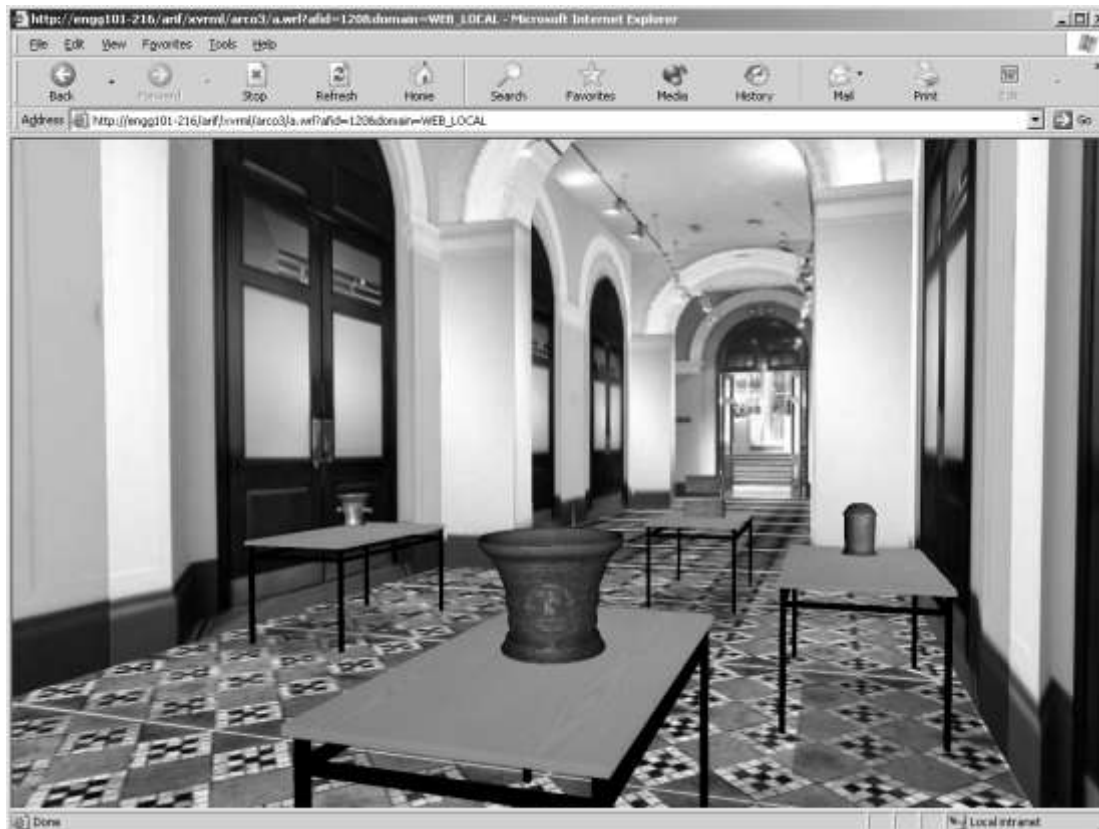 http://engg101-216/arif/xvrml/arco3/a.wrl?afid=120&domain=WEB_LOCAL - Microsoft Internet Explorer
File Edit View Favorites Tools Help
Back Forward Stop Refresh Home Search Favorites Media History Mail Print Edit
Address http://engg101-216/arif/xvrml/arco3/a.wrl?afid=120&domain=WEB_LOCAL Go
Done Local intranet